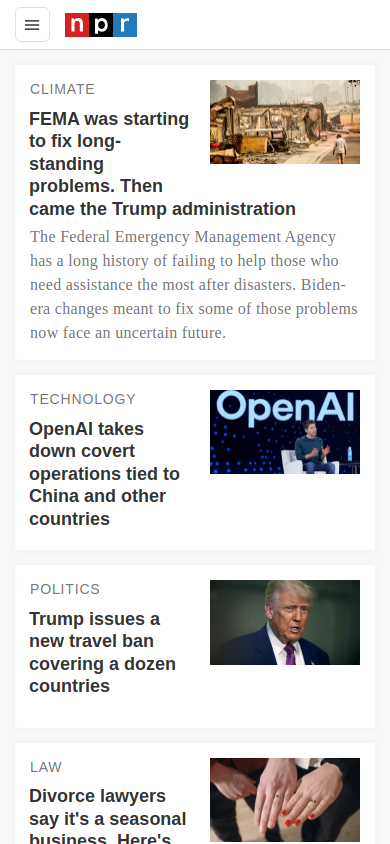 npr
CLIMATE
FEMA was starting
to fix long-
standing
problems. Then
came the Trump administration
The Federal Emergency Management Agency
has a long history of failing to help those who
need assistance the most after disasters. Biden-
era changes meant to fix some of those problems
now face an uncertain future.
TECHNOLOGY
OpenAI takes
down covert
operations tied to
China and other
countries
OpenAI
POLITICS
Trump issues a
new travel ban
covering a dozen
countries
LAW
Divorce lawyers
say it's a seasonal
business. Here's